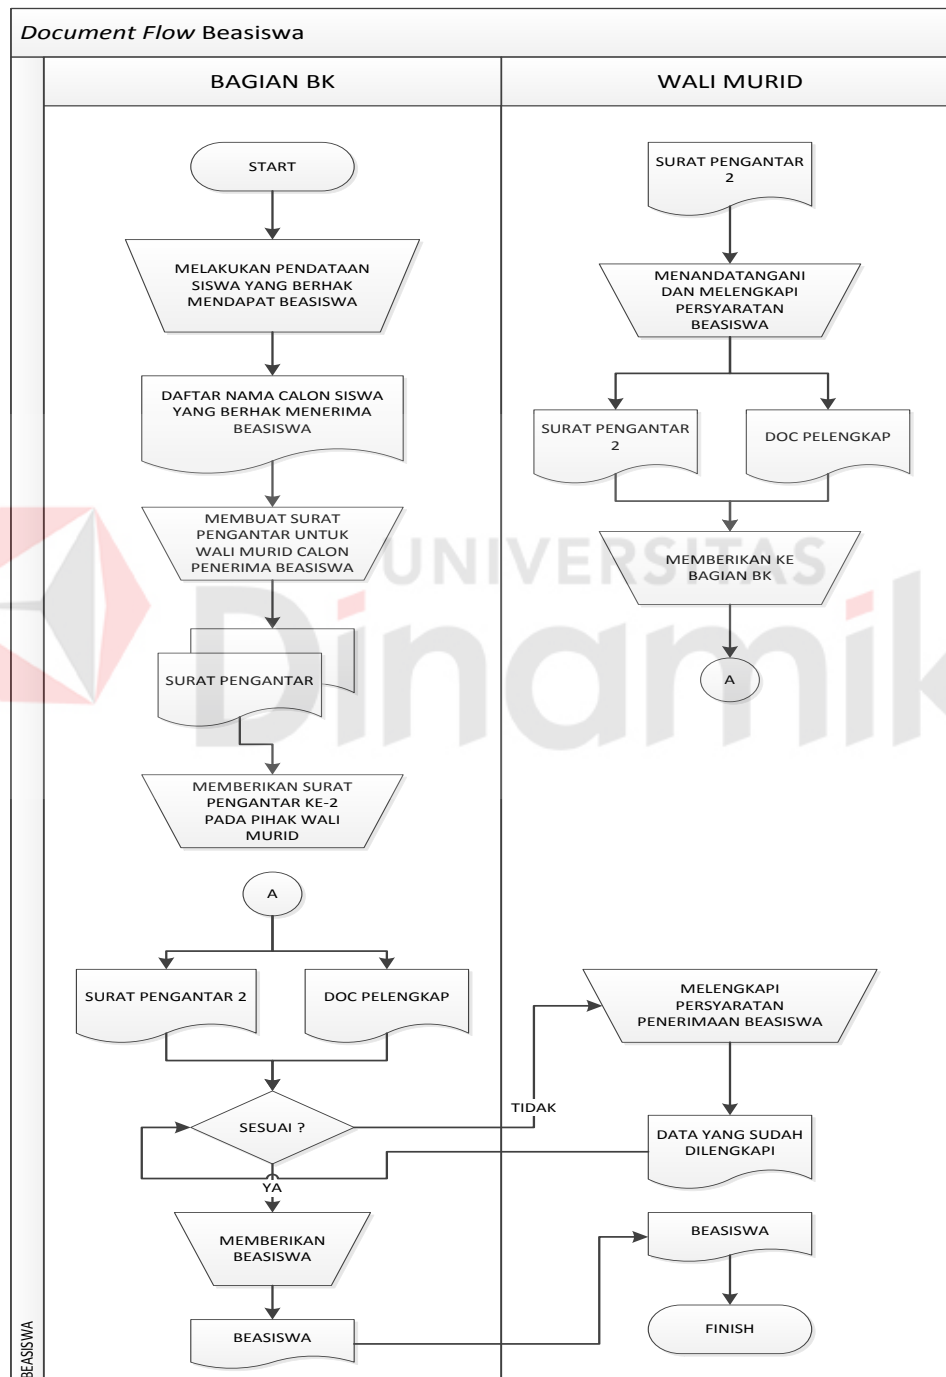 Document Flow Beasiswa
BAGIAN BK
WALI MURID
START
MELAKUKAN PENDATAAN
SISWA YANG BERHAK
MENDAPAT BEASISWA
DAFTAR NAMA CALON SISWA
YANG BERHAK MENERIMA
BEASISWA
MEMBUAT SURAT
PENGANTAR UNTUK
WALI MURID CALON
PENERIMA BEASISWA
SURAT PENGANTAR
MEMBERIKAN SURAT
PENGANTAR KE-2
PADA PIHAK WALI
MURID
A
SURAT PENGANTAR 2
DOC PELENGKAP
SESUAI ?
TIDAK
YA
MEMBERIKAN
BEASISWA
BEASISWA
SURAT PENGANTAR
2
MENANDATANGANI
DAN MELENGKAPI
PERSYARATAN
BEASISWA
SURAT PENGANTAR
2
DOC PELENGKAP
MEMBERIKAN KE
BAGIAN BK
A
MELENGKAPI
PERSYARATAN
PENERIMAAN BEASISWA
DATA YANG SUDAH
DILENGKAPI
BEASISWA
FINISH
BEASISWA
UNIVERSITAS
Dinamik